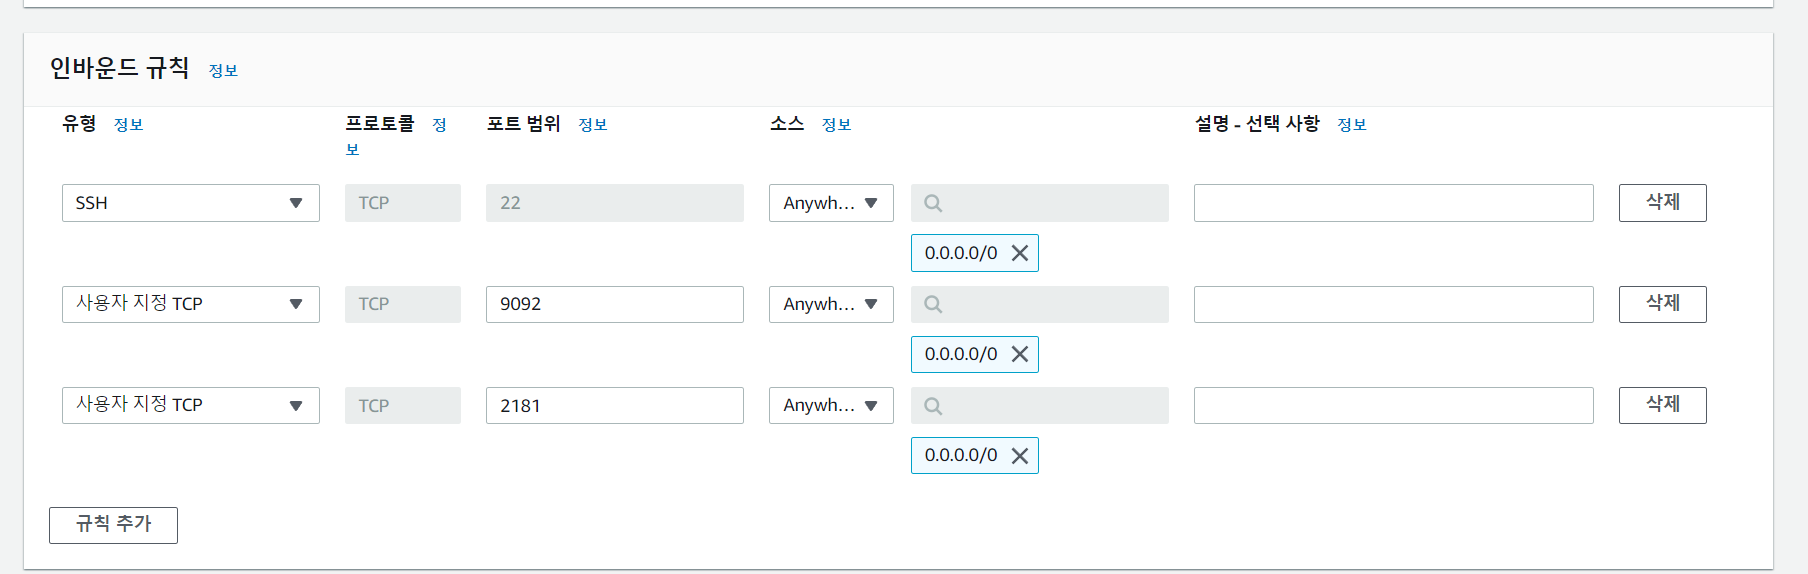 인바운드 규칙 정보
유형 정보 프로토콜 정보 포트 범위 정보 소스 정보 설명 - 선택 사항 정보
SSH TCP 22 Anywh... 삭제
0.0.0.0/0
사용자 지정 TCP TCP 9092 Anywh... 삭제
0.0.0.0/0
사용자 지정 TCP TCP 2181 Anywh... 삭제
0.0.0.0/0
규칙 추가